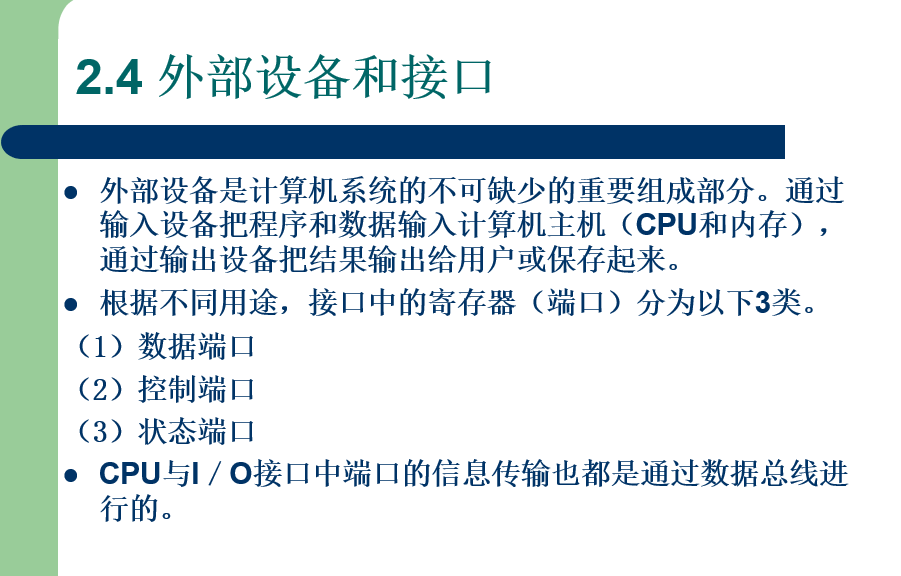 2.4 外部设备和接口
外部设备是计算机系统的不可缺少的重要组成部分。通过
输入设备把程序和数据输入计算机主机（CPU和内存），
通过输出设备把结果输出给用户或保存起来。
根据不同用途，接口中的寄存器（端口）分为以下3类。
（1）数据端口
（2）控制端口
（3）状态端口
CPU与I／O接口中端口的信息传输也都是通过数据总线进
行的。